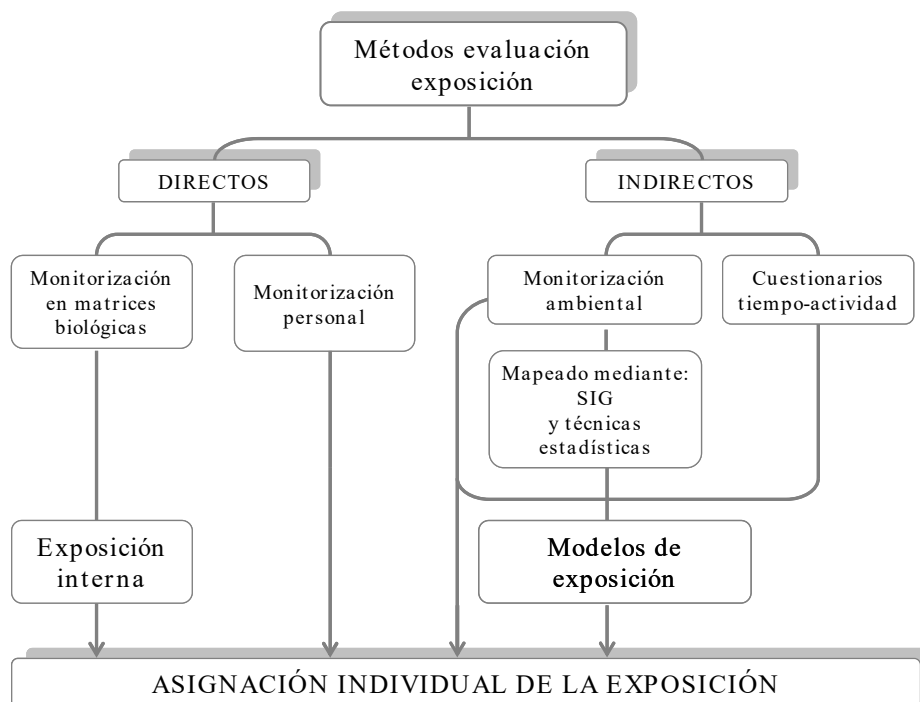 Métodos evaluación
exposición
DIRECTOS
INDIRECTOS
Monitorización
en matrices
biológicas
Monitorización
personal
Monitorización
ambiental
Cuestionarios
tiempo-actividad
Mapeado mediante:
SIG
y técnicas
estadísticas
Exposición
interna
Modelos de
exposición
ASIGNACIÓN INDIVIDUAL DE LA EXPOSICIÓN